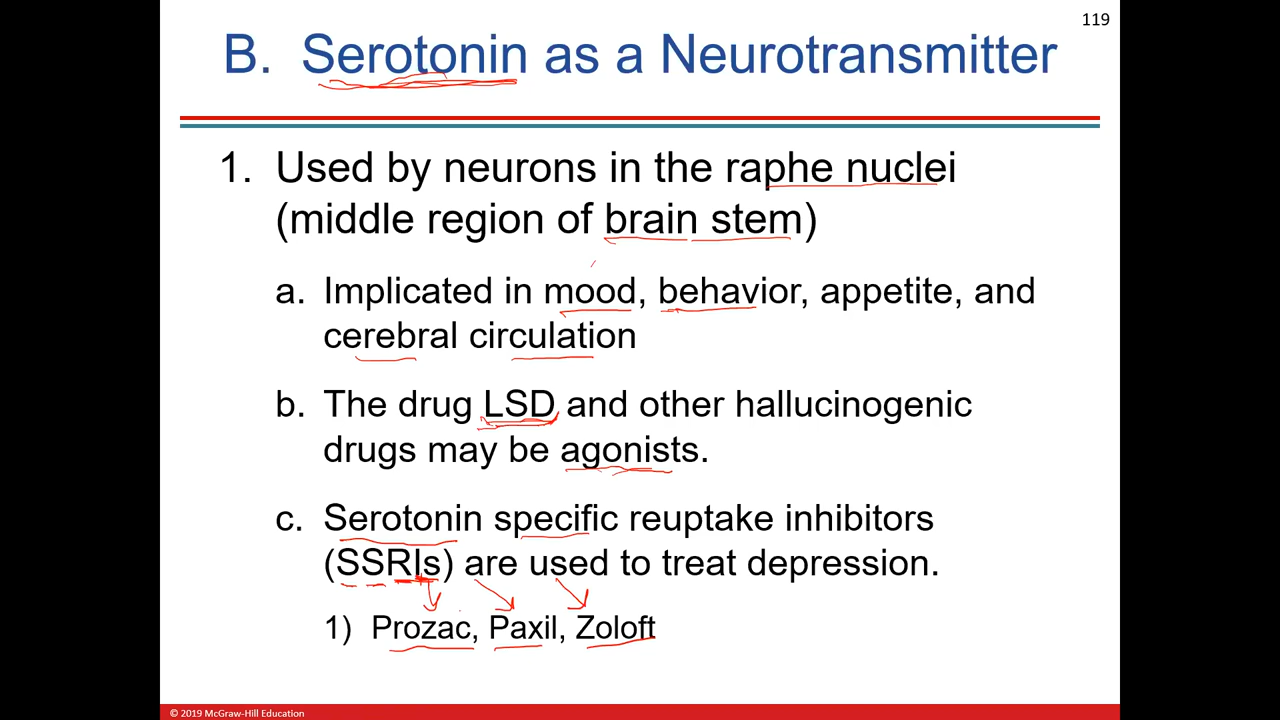 119
B. Serotonin as a Neurotransmitter
1. Used by neurons in the raphe nuclei
(middle region of brain stem)
a. Implicated in mood, behavior, appetite, and
cerebral circulation
b. The drug LSD and other hallucinogenic
drugs may be agonists.
c. Serotonin specific reuptake inhibitors
(SSRIs) are used to treat depression.
1) Prozac, Paxil, Zoloft
© 2019 McGraw-Hill Education